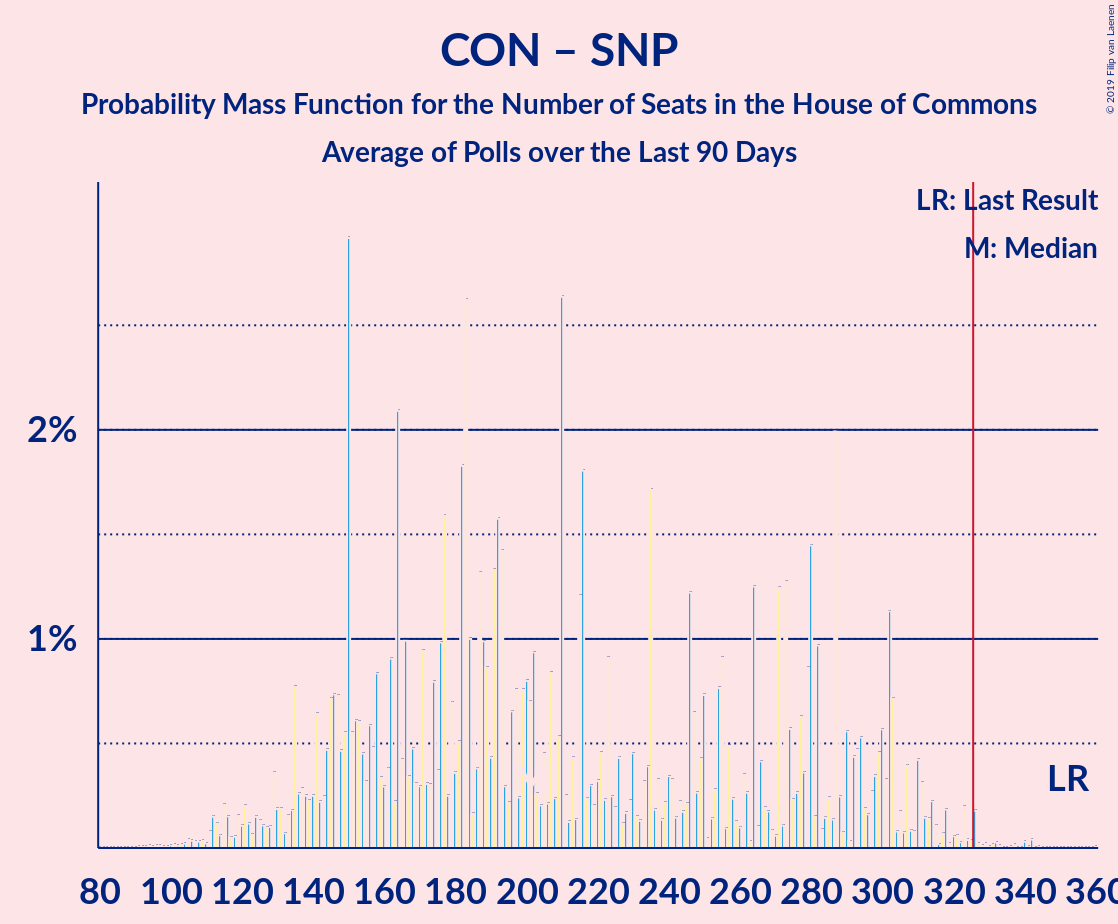 CON – SNP
Probability Mass Function for the Number of Seats in the House of Commons
Average of Polls over the Last 90 Days
© 2019 Filip van Laenen
LR: Last Result
M: Median
2%
1%
LR
M
80 100 120 140 160 180 200 220 240 260 280 300 320 340 360